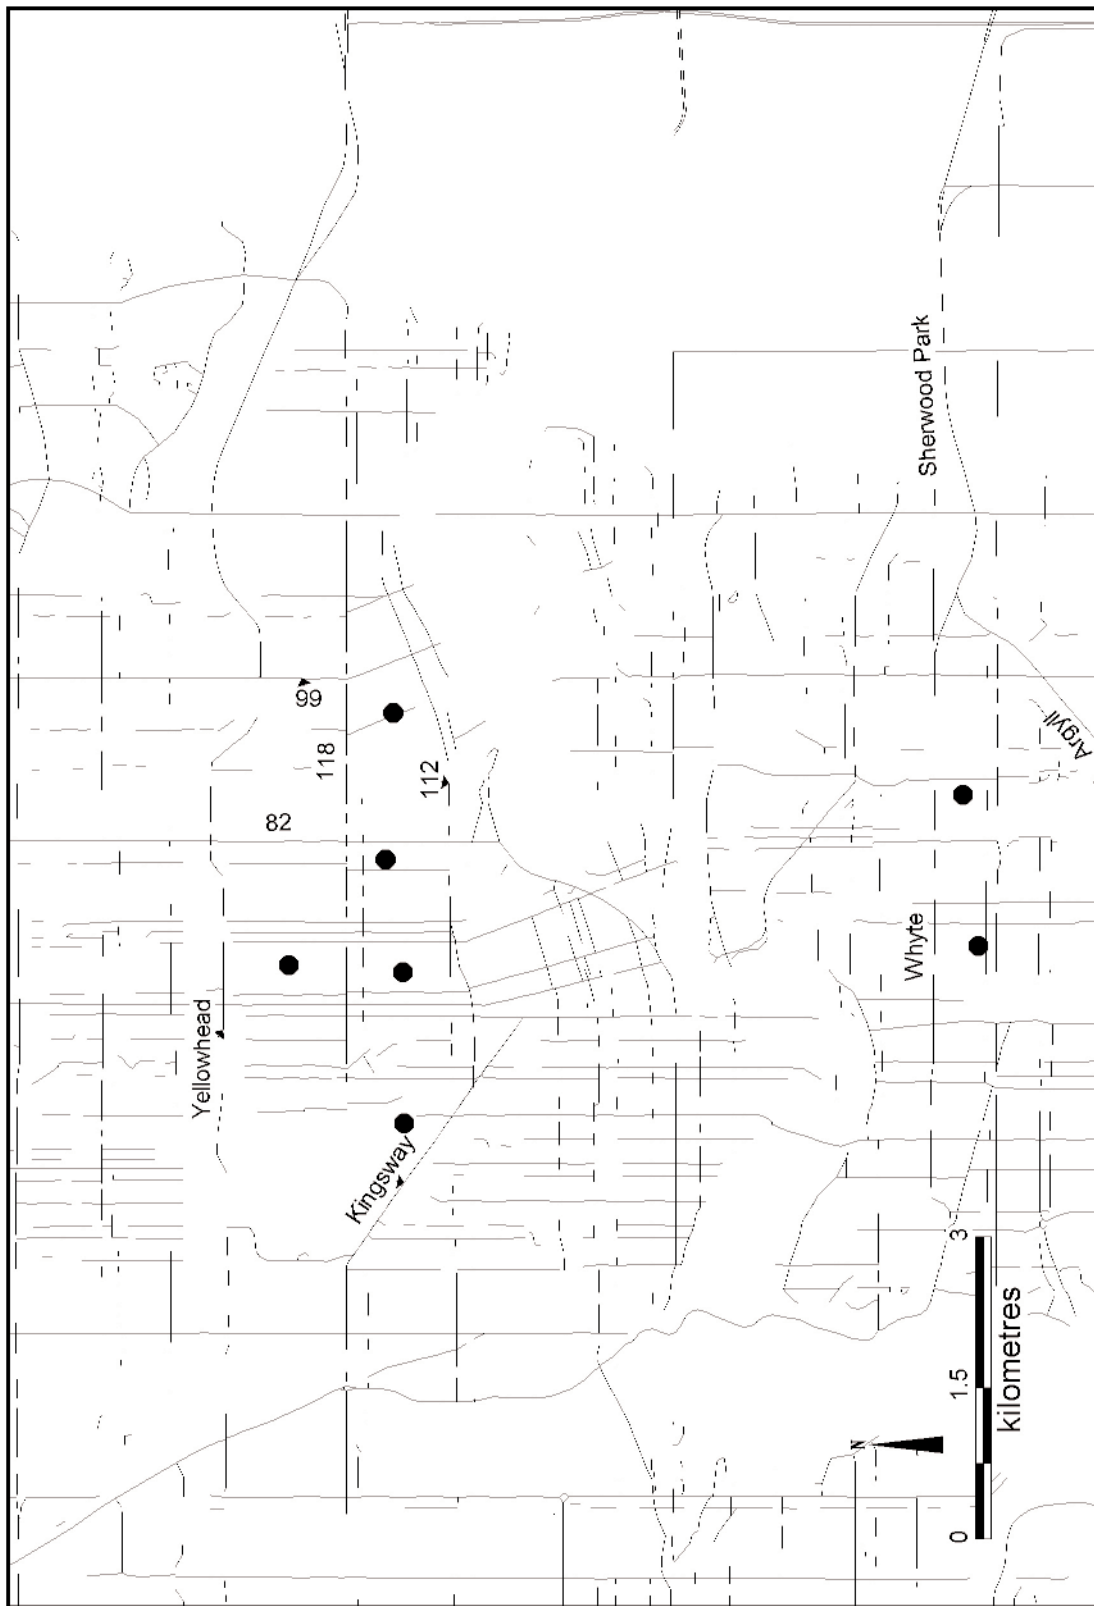 Yellowhead
82
99
118
112
Kingsway
Whyte
Sherwood Park
Argyll
N
0 1.5 3
kilometres